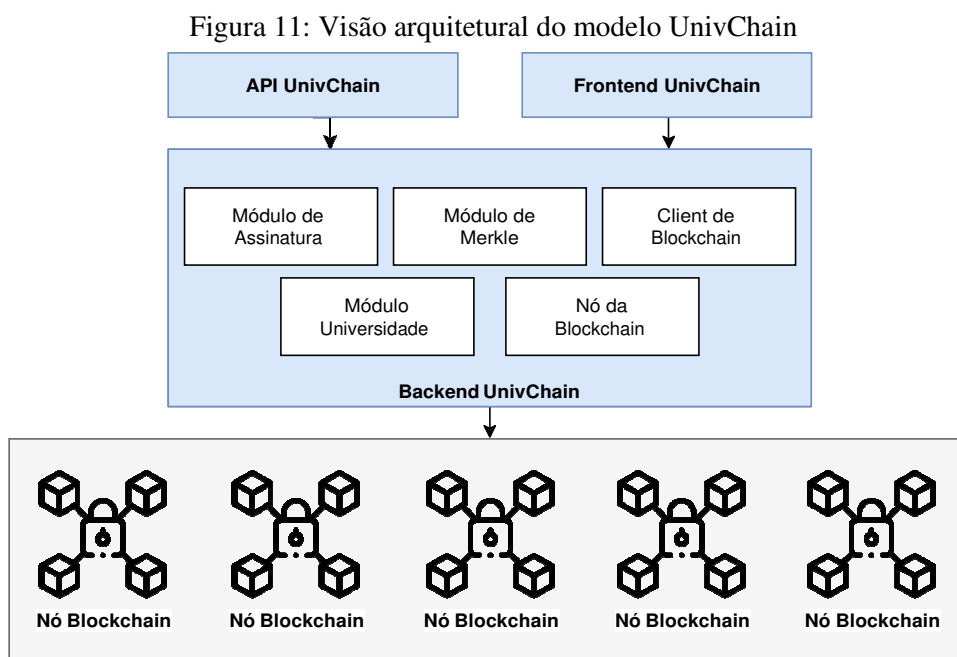 Figura 11: Visão arquitetural do modelo UnivChain
API UnivChain
Frontend UnivChain
Módulo de
Assinatura
Módulo de
Merkle
Client de
Blockchain
Módulo
Universidade
Nó da
Blockchain
Backend UnivChain
Nó Blockchain
Nó Blockchain
Nó Blockchain
Nó Blockchain
Nó Blockchain